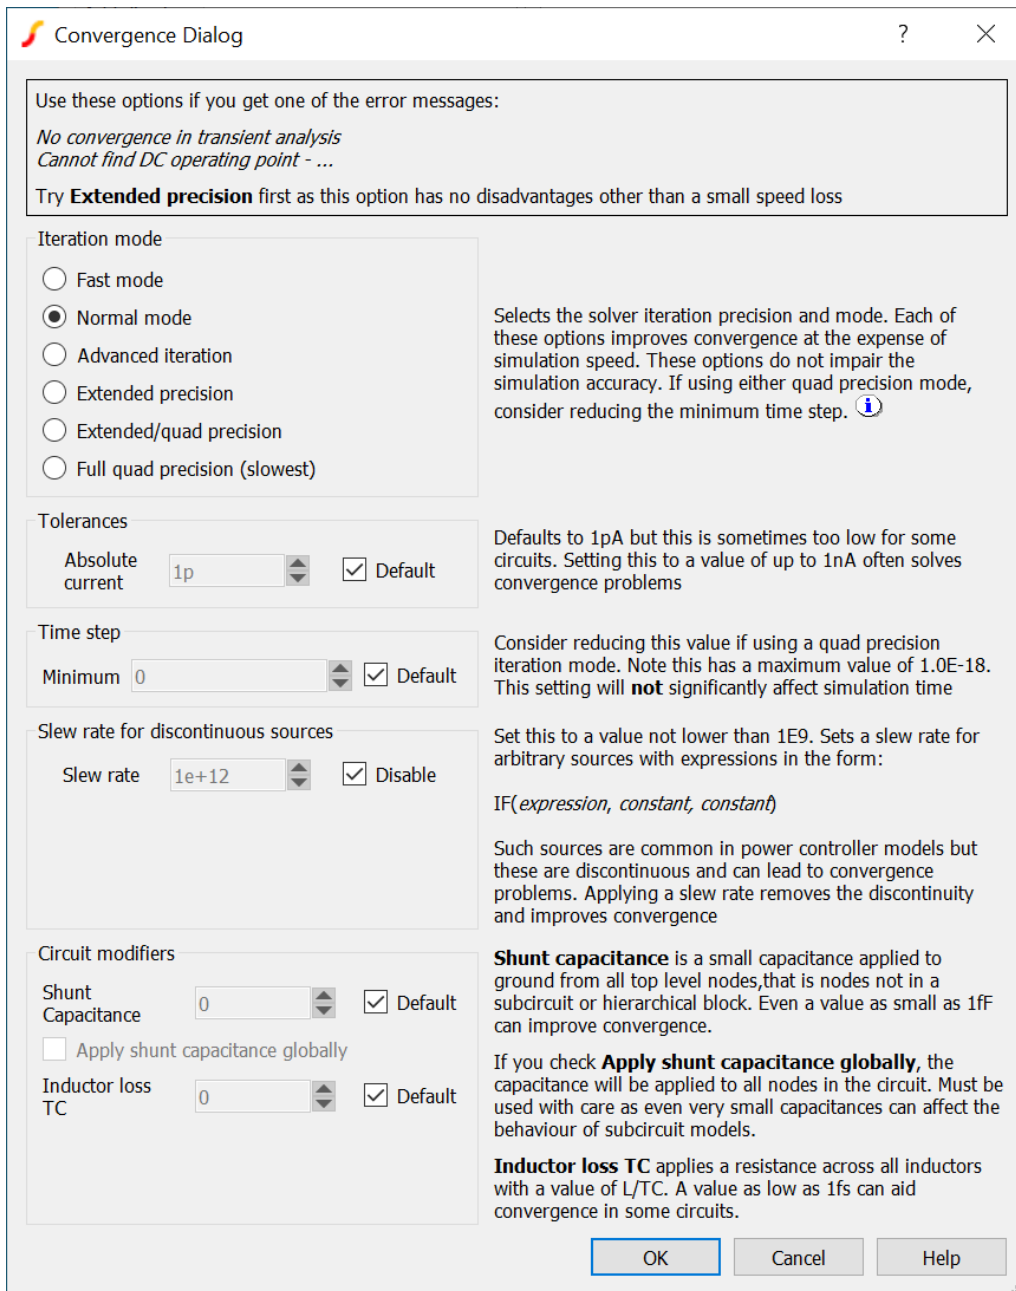 Convergence Dialog
?
Use these options if you get one of the error messages:
No convergence in transient analysis
Cannot find DC operating point - ...
Try Extended precision first as this option has no disadvantages other than a small speed loss
Iteration mode
Fast mode
Normal mode
Advanced iteration
Extended precision
Extended/quad precision
Full quad precision (slowest)
Selects the solver iteration precision and mode. Each of
these options improves convergence at the expense of
simulation speed. These options do not impair the
simulation accuracy. If using either quad precision mode,
consider reducing the minimum time step. i
Tolerances
Absolute
current
1p
Default
Defaults to 1pA but this is sometimes too low for some
circuits. Setting this to a value of up to 1nA often solves
convergence problems
Time step
Minimum 0 Default
Consider reducing this value if using a quad precision
iteration mode. Note this has a maximum value of 1.0E-18.
This setting will not significantly affect simulation time
Slew rate for discontinuous sources
Slew rate 1e+12 Disable
Set this to a value not lower than 1E9. Sets a slew rate for
arbitrary sources with expressions in the form:
IF(expression, constant, constant)
Such sources are common in power controller models but
these are discontinuous and can lead to convergence
problems. Applying a slew rate removes the discontinuity
and improves convergence
Circuit modifiers
Shunt
Capacitance
0
Default
Apply shunt capacitance globally
Inductor loss
TC
0
Default
Shunt capacitance is a small capacitance applied to
ground from all top level nodes,that is nodes not in a
subcircuit or hierarchical block. Even a value as small as 1fF
can improve convergence.
If you check Apply shunt capacitance globally, the
capacitance will be applied to all nodes in the circuit. Must be
used with care as even very small capacitances can affect the
behaviour of subcircuit models.
Inductor loss TC applies a resistance across all inductors
with a value of L/TC. A value as low as 1fs can aid
convergence in some circuits.
OK
Cancel
Help